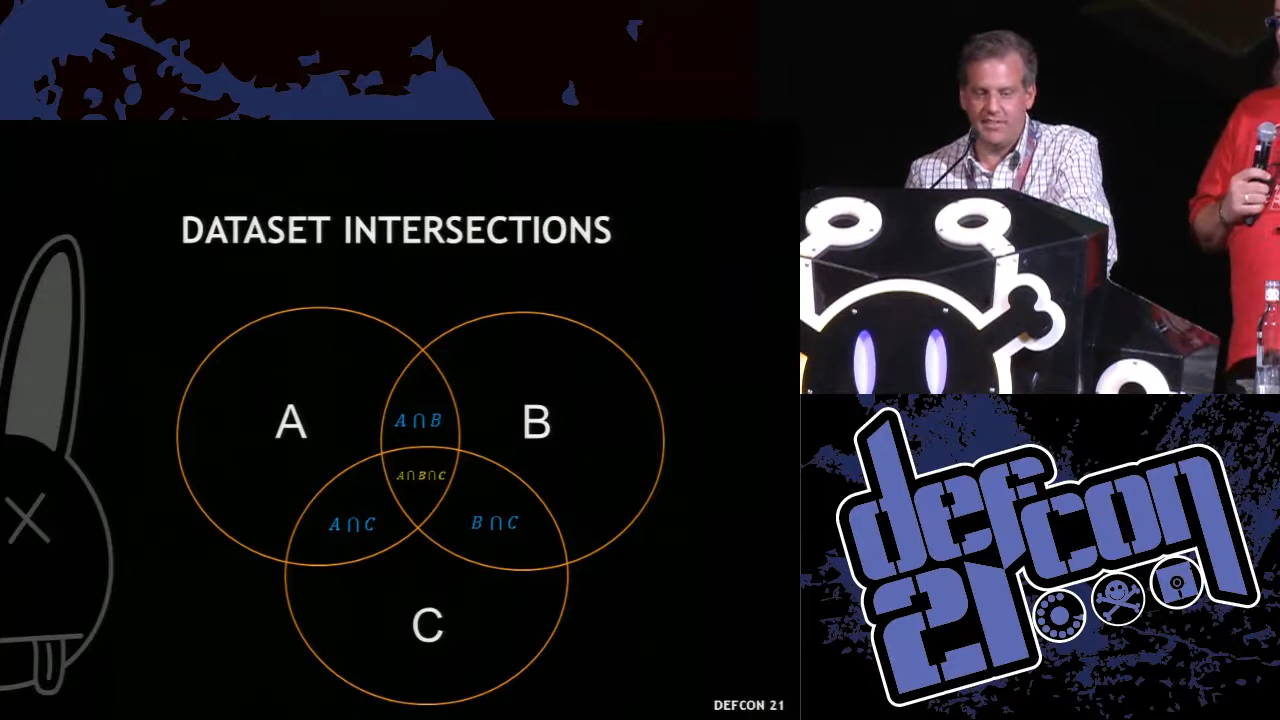 DATASET INTERSECTIONS
A
A ∩ B
B
A∩B∩C
A ∩ C
B ∩ C
C
DEFCON 21
defcon
21